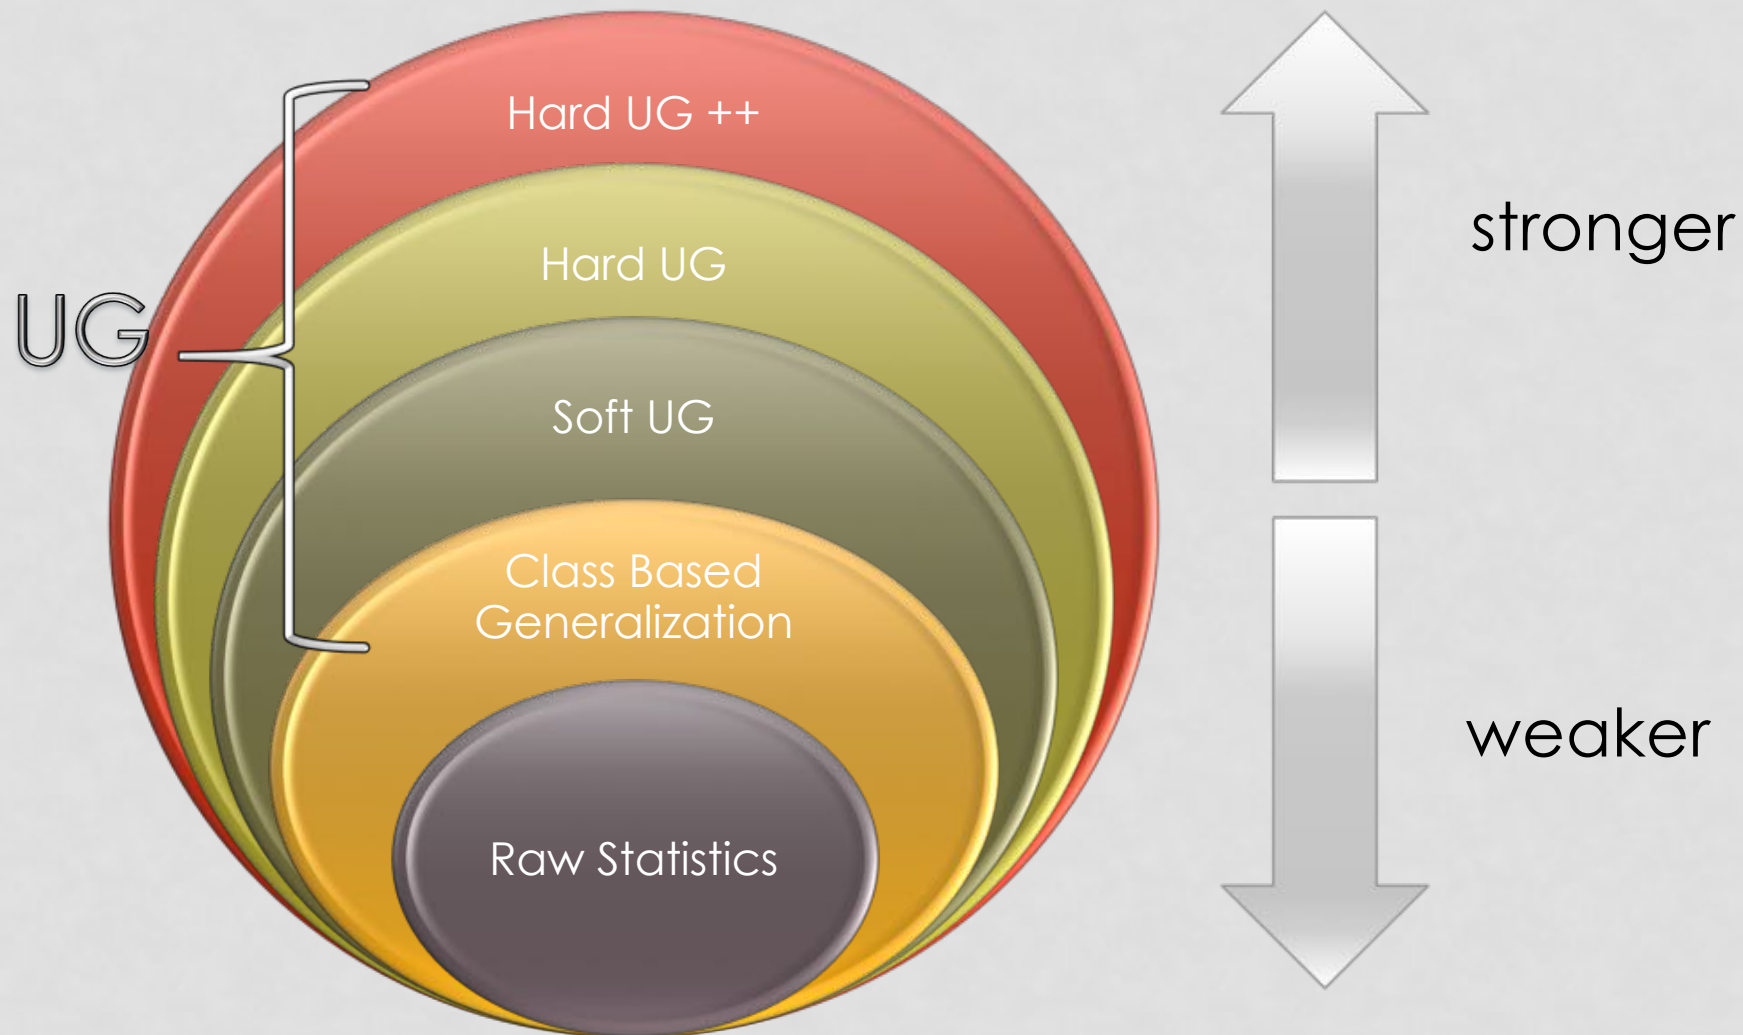 Hard UG ++
Hard UG
UG
Soft UG
Class Based
Generalization
Raw Statistics
stronger
weaker